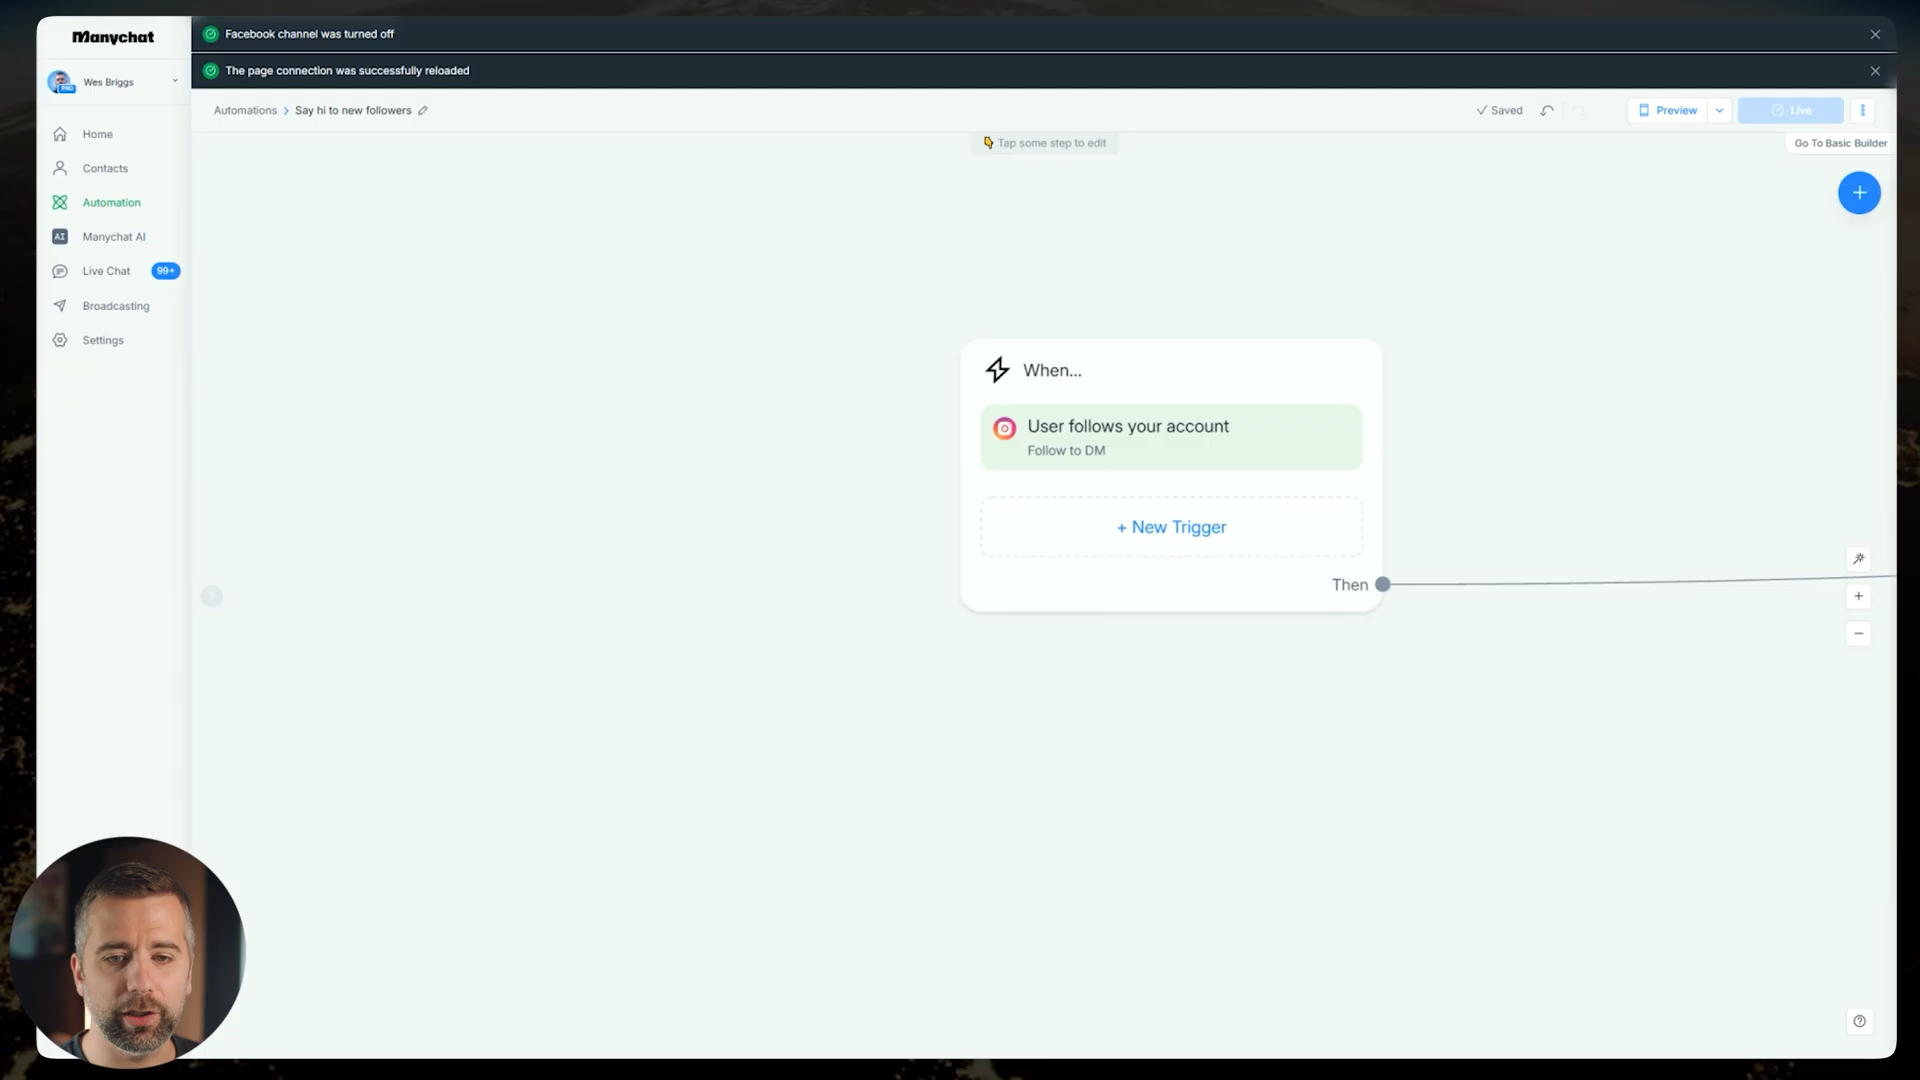 Manychat
Facebook channel was turned off
The page connection was successfully reloaded
PRO
Wes Briggs
Automations
Say hi to new followers
Saved
Preview
Live
Tap some step to edit
Go To Basic Builder
Home
Contacts
Automation
AI
Manychat AI
Live Chat
99+
Broadcasting
Settings
When...
User follows your account
Follow to DM
+ New Trigger
Then